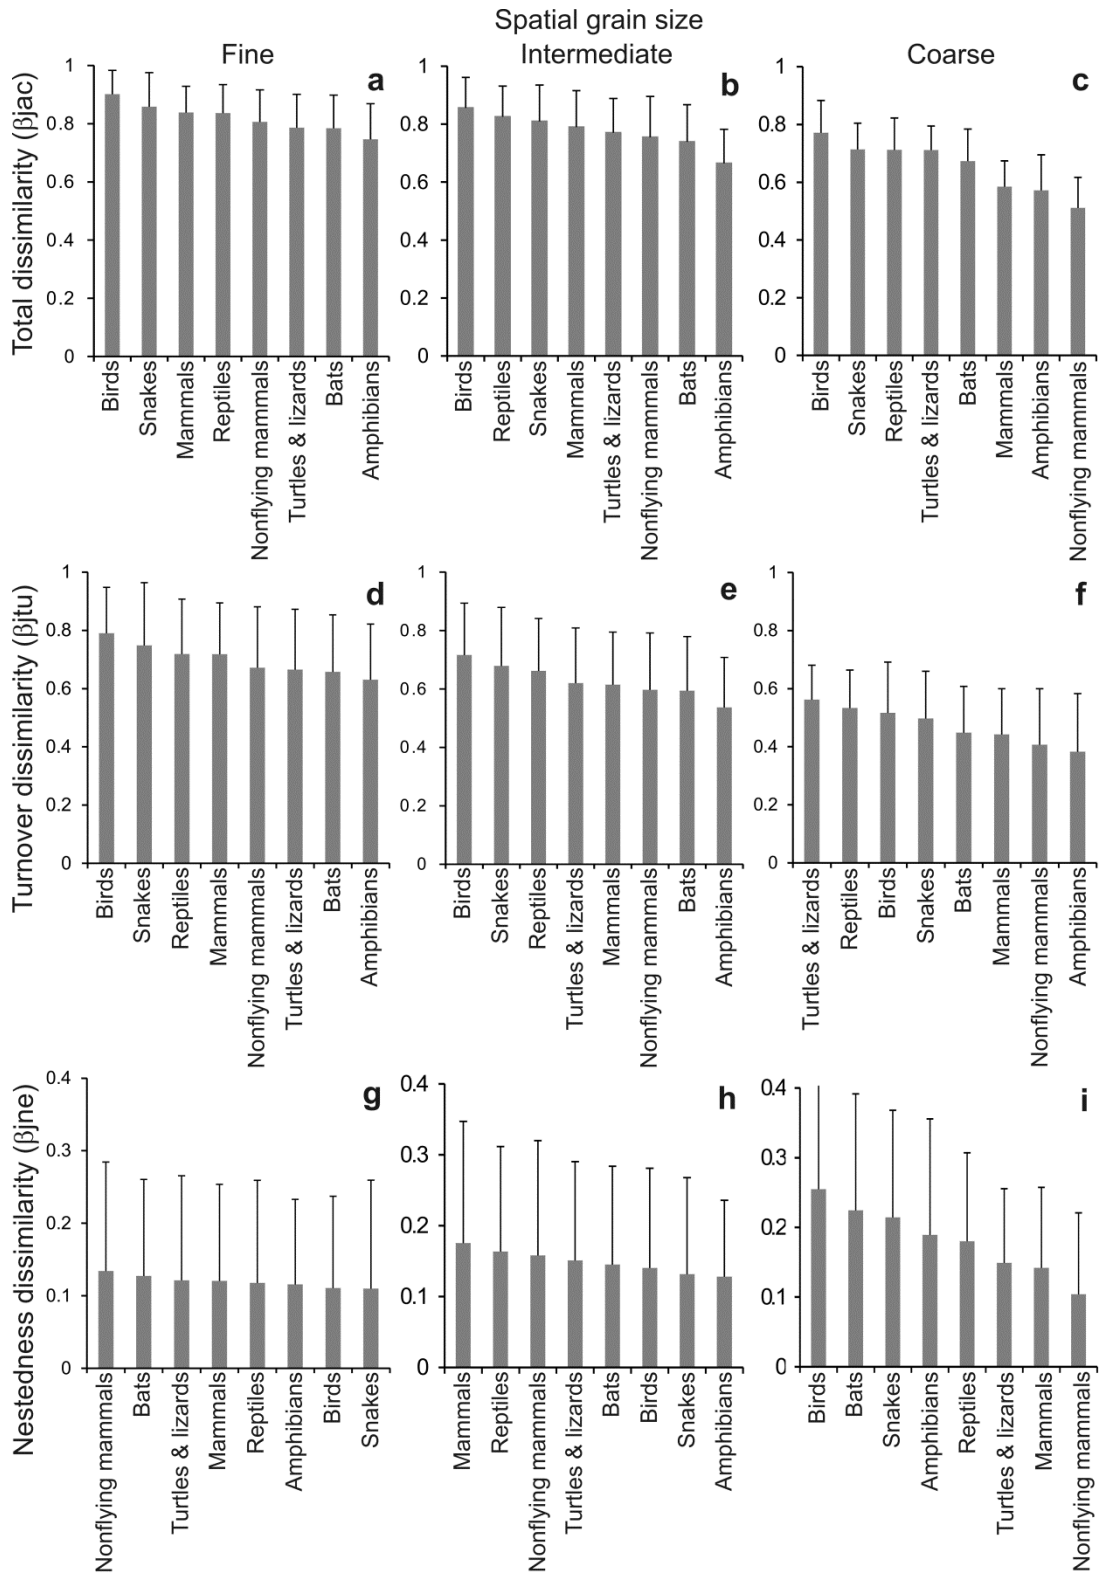 Spatial grain size
Fine
Intermediate
Coarse
Total dissimilarity (βjac)
a
1
0.8
0.6
0.4
0.2
0
Birds
Snakes
Mammals
Reptiles
Nonflying mammals
Turtles & lizards
Bats
Amphibians
b
1
0.8
0.6
0.4
0.2
0
Birds
Reptiles
Snakes
Mammals
Turtles & lizards
Nonflying mammals
Bats
Amphibians
c
1
0.8
0.6
0.4
0.2
0
Birds
Snakes
Reptiles
Turtles & lizards
Bats
Mammals
Amphibians
Nonflying mammals
Turnover dissimilarity (βjtu)
d
1
0.8
0.6
0.4
0.2
0
Birds
Snakes
Reptiles
Mammals
Nonflying mammals
Turtles & lizards
Bats
Amphibians
e
1
0.8
0.6
0.4
0.2
0
Birds
Snakes
Reptiles
Turtles & lizards
Mammals
Nonflying mammals
Bats
Amphibians
f
1
0.8
0.6
0.4
0.2
0
Turtles & lizards
Reptiles
Birds
Snakes
Bats
Mammals
Nonflying mammals
Amphibians
Nestedness dissimilarity (βjne)
g
0.4
0.3
0.2
0.1
0
Nonflying mammals
Bats
Turtles & lizards
Mammals
Reptiles
Amphibians
Birds
Snakes
h
0.4
0.3
0.2
0.1
0
Mammals
Reptiles
Nonflying mammals
Turtles & lizards
Bats
Birds
Snakes
Amphibians
i
0.4
0.3
0.2
0.1
0
Birds
Bats
Snakes
Amphibians
Reptiles
Turtles & lizards
Mammals
Nonflying mammals